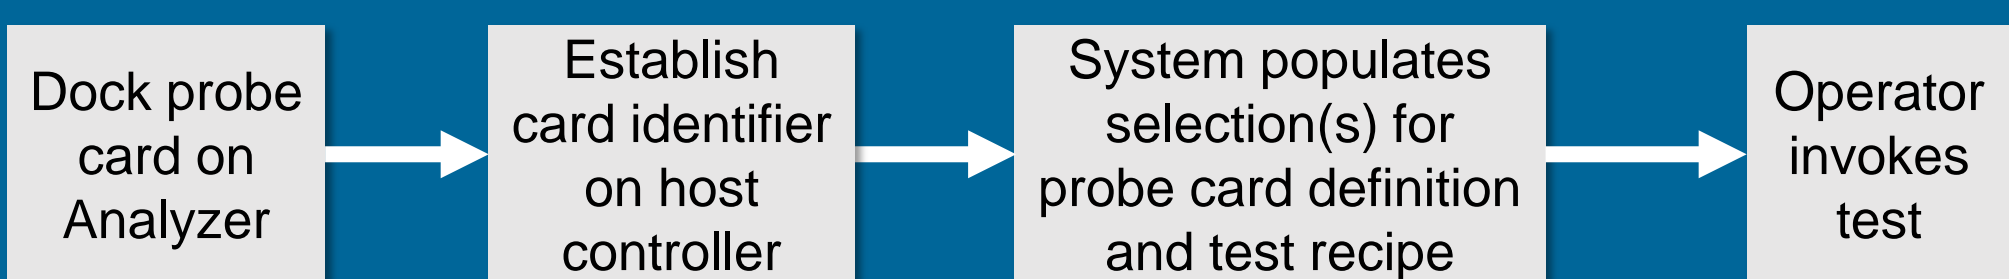 Dock probe
card on
Analyzer
Establish
card identifier
on host
controller
System populates
selection(s) for
probe card definition
and test recipe
Operator
invokes
test